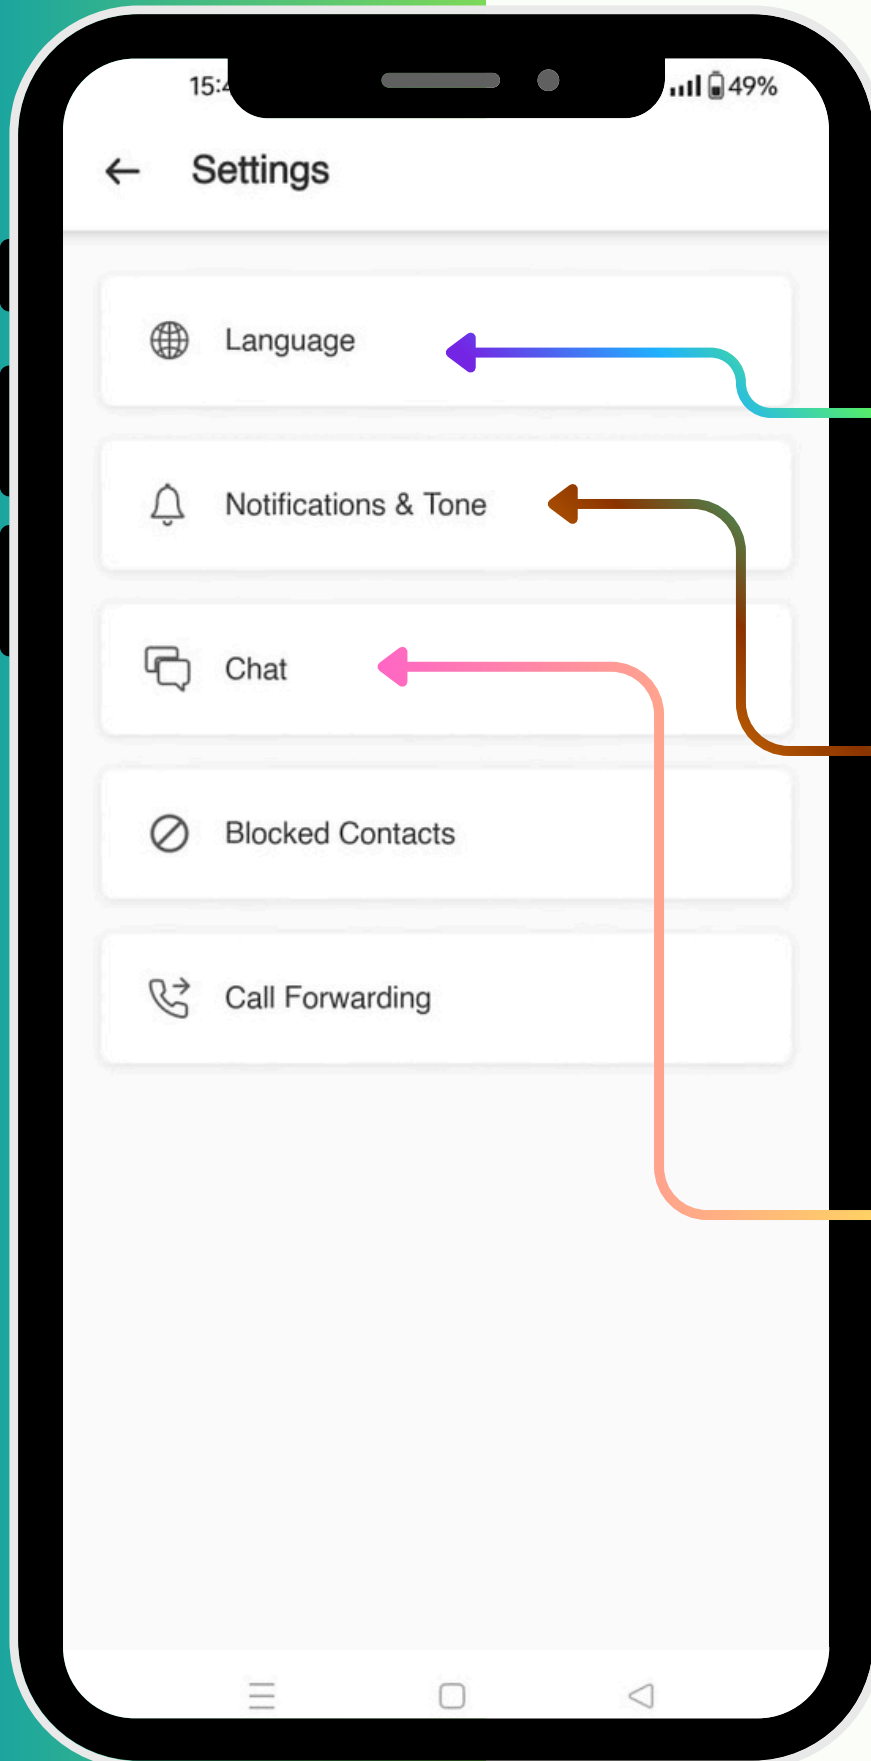 49%
Settings
Language
Notifications & Tone
Chat
Blocked Contacts
Call Forwarding